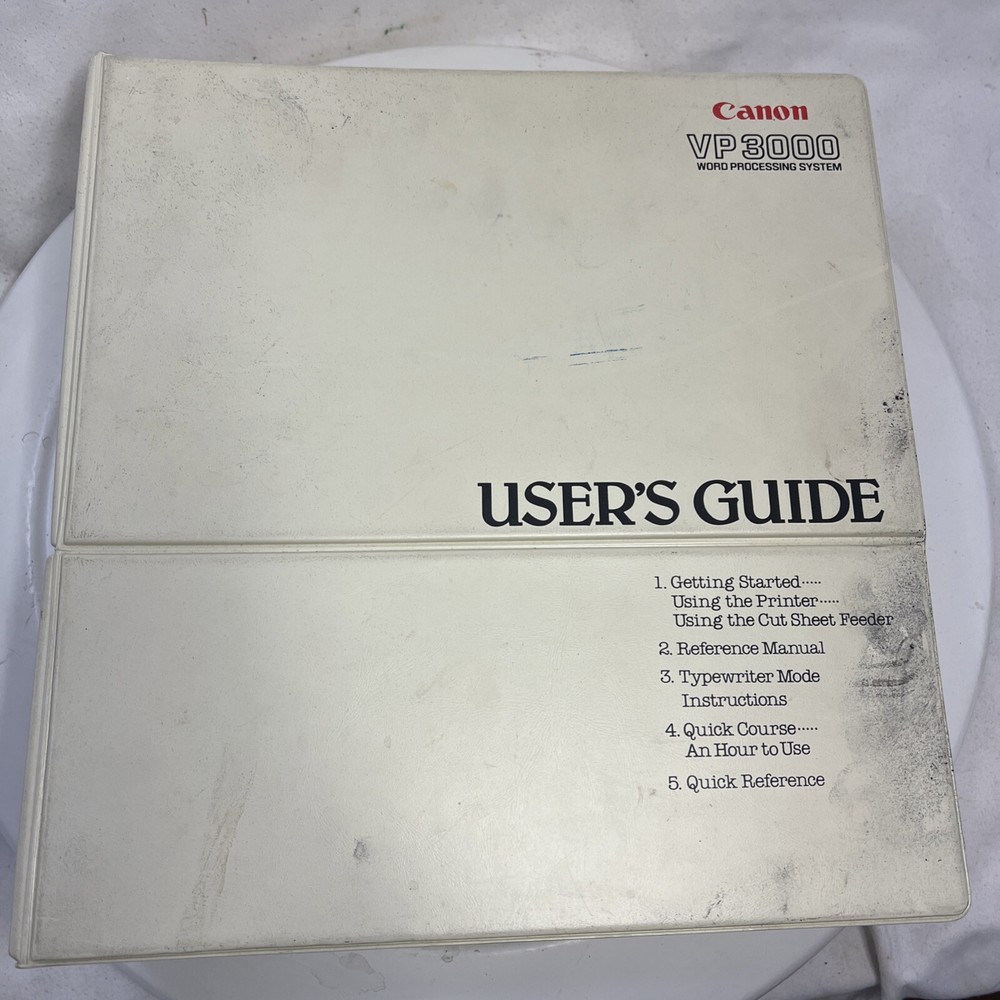 Canon
VP3000
WORD PROCESSING SYSTEM
USER'S GUIDE
1. Getting Started·····
Using the Printer·····
Using the Cut Sheet Feeder
2. Reference Manual
3. Typewriter Mode
Instructions
4. Quick Course·····
An Hour to Use
5. Quick Reference